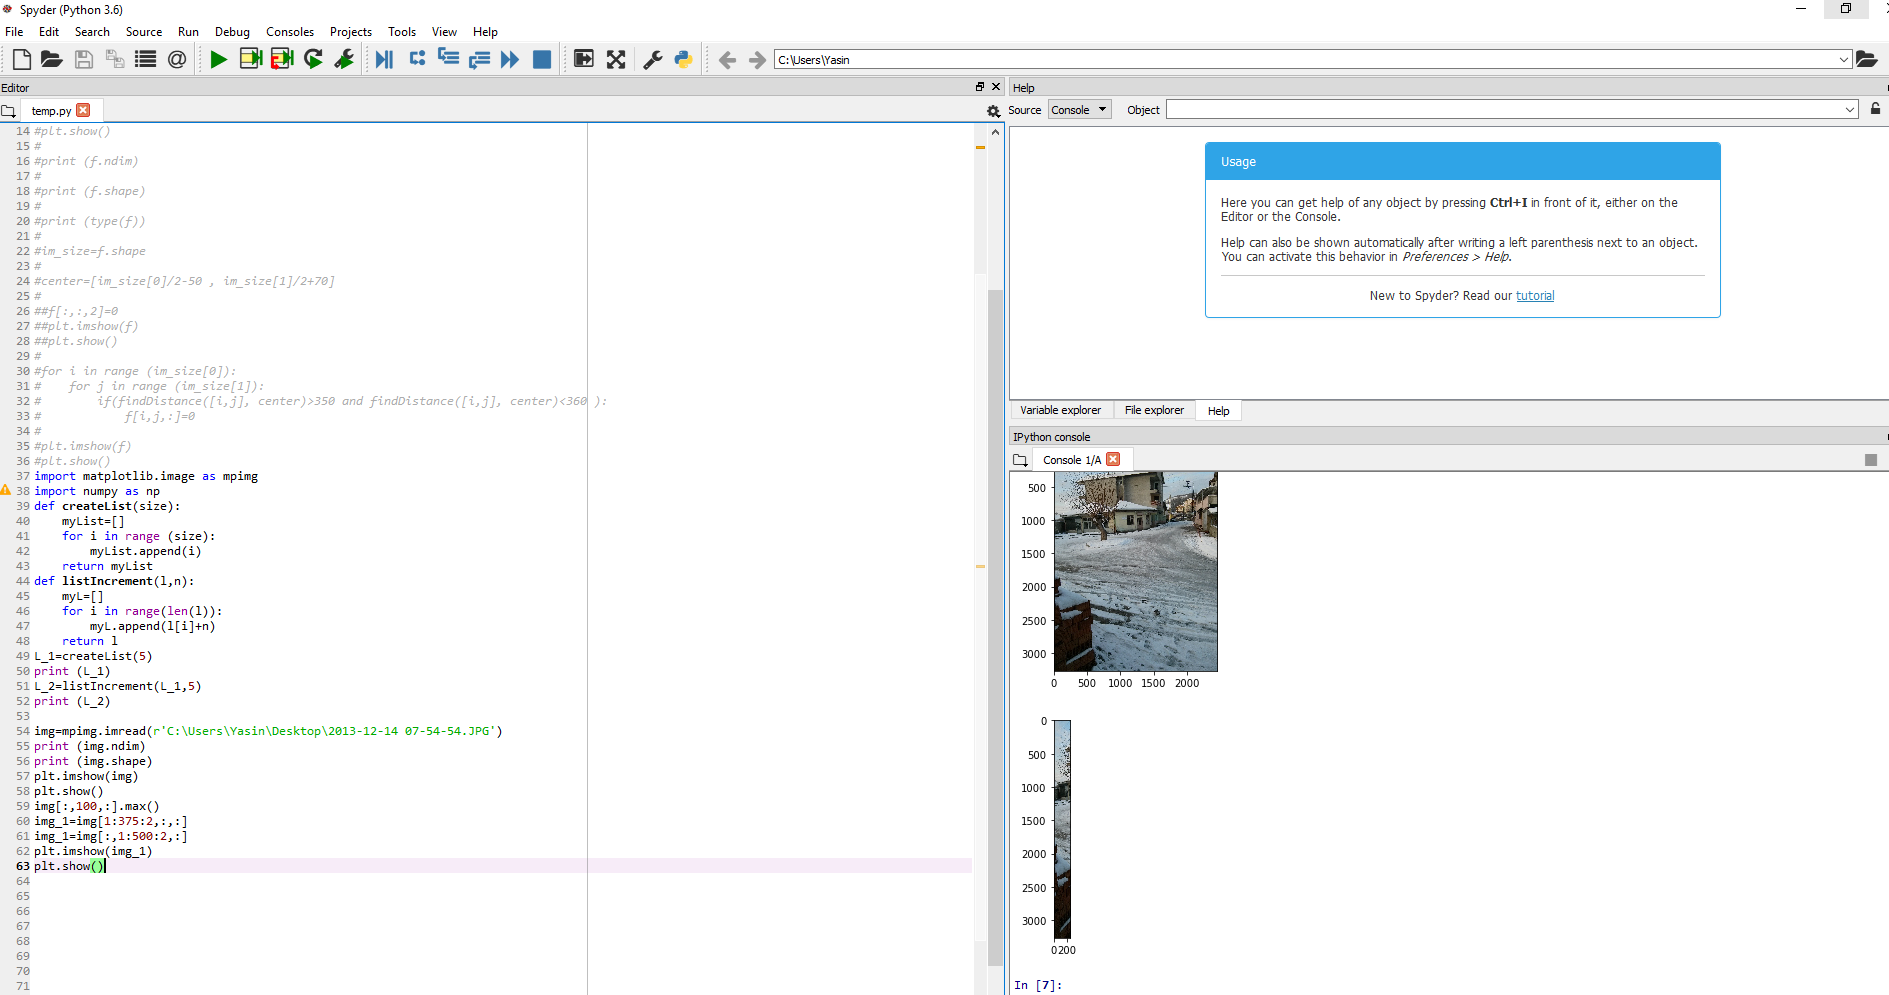 Spyder (Python 3.6)
File Edit Search Source Run Debug Consoles Projects Tools View Help
C:\Users\Yasin
Editor
temp.py
14 #plt.show()
15 #
16 #print (f.ndim)
17 #
18 #print (f.shape)
19 #
20 #print (type(f))
21 #
22 #im_size=f.shape
23 #
24 #center=[im_size[0]/2-50 , im_size[1]/2+70]
25 #
26 ##f[:,:,2]=0
27 ##plt.imshow(f)
28 ##plt.show()
29 #
30 #for i in range (im_size[0]):
31 #    for j in range (im_size[1]):
32 #        if(findDistance([i,j], center)>350 and findDistance([i,j], center)<360 ):
33 #            f[i,j,:]=0
34 #
35 #plt.imshow(f)
36 #plt.show()
37 import matplotlib.image as mpimg
38 import numpy as np
39 def createList(size):
40     myList=[]
41     for i in range (size):
42         myList.append(i)
43     return myList
44 def listIncrement(l,n):
45     myL=[]
46     for i in range(len(l)):
47         myL.append(l[i]+n)
48     return l
49 L_1=createList(5)
50 print (L_1)
51 L_2=listIncrement(L_1,5)
52 print (L_2)
53
54 img=mpimg.imread(r'C:\Users\Yasin\Desktop\2013-12-14 07-54-54.JPG')
55 print (img.ndim)
56 print (img.shape)
57 plt.imshow(img)
58 plt.show()
59 img[:,100,:].max()
60 img_1=img[1:375:2,:,:]
61 img_1=img[:,1:500:2,:]
62 plt.imshow(img_1)
63 plt.show()
64
65
66
67
68
69
70
71
Help
Source Console Object
Usage
Here you can get help of any object by pressing Ctrl+I in front of it, either on the
Editor or the Console.
Help can also be shown automatically after writing a left parenthesis next to an object.
You can activate this behavior in Preferences > Help.
New to Spyder? Read our tutorial
Variable explorer File explorer Help
IPython console
Console 1/A
500
1000
1500
2000
2500
3000
0 500 1000 1500 2000
0
500
1000
1500
2000
2500
3000
0200
In [7]: